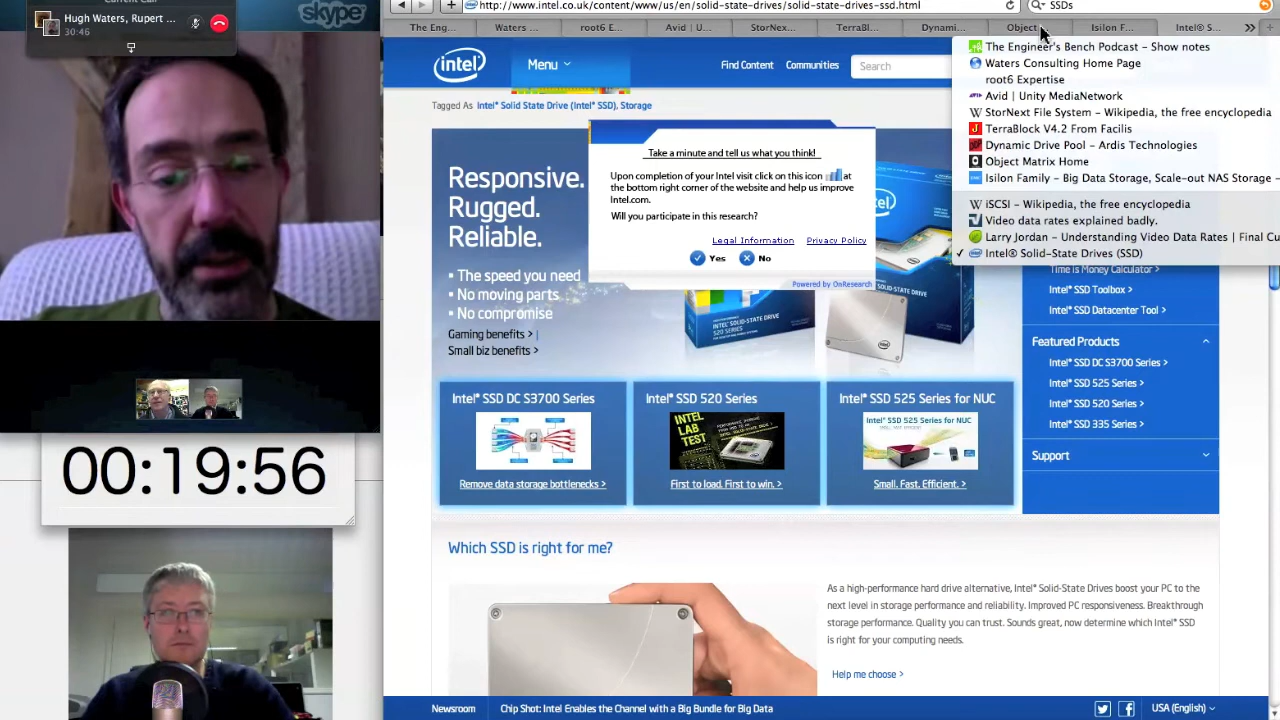 Current Call
Hugh Waters, Rupert ...
30:46
skype
http://www.intel.co.uk/content/www/us/en/solid-state-drives/solid-state-drives-ssd.html
SSDs
The Eng...
Waters ...
root6 E...
Avid | U...
StorNex...
TerraBl...
Dynami...
Object
Isilon F...
Intel® S...
intel
Menu
Find Content
Communities
Search
The Engineer's Bench Podcast – Show notes
Waters Consulting Home Page
root6 Expertise
Avid | Unity MediaNetwork
StorNext File System – Wikipedia, the free encyclopedia
TerraBlock V4.2 From Facilis
Dynamic Drive Pool – Ardis Technologies
Object Matrix Home
Isilon Family – Big Data Storage, Scale-out NAS Storage –
iSCSI – Wikipedia, the free encyclopedia
Video data rates explained badly.
Larry Jordan – Understanding Video Data Rates | Final Cu
Intel® Solid-State Drives (SSD)
Tagged As Intel® Solid State Drive (Intel® SSD), Storage
Responsive.
Rugged.
Reliable.
• The speed you need
• No moving parts
• No compromise
Gaming benefits > |
Small biz benefits >
Take a minute and tell us what you think!
Upon completion of your Intel visit click on this icon at
the bottom right corner of the website and help us improve
Intel.com.
Will you participate in this research?
Legal Information
Privacy Policy
Yes
No
Powered by OnResearch
INTEL® SOLID-STATE DRIVE
520 SERIES
Time is Money Calculator >
Intel® SSD Toolbox >
Intel® SSD Datacenter Tool >
Featured Products
Intel® SSD DC S3700 Series >
Intel® SSD 525 Series >
Intel® SSD 520 Series >
Intel® SSD 335 Series >
Support
Intel® SSD DC S3700 Series
Remove data storage bottlenecks >
Intel® SSD 520 Series
INTEL
LAB
TEST
First to load. First to win. >
Intel® SSD 525 Series for NUC
Intel® SSD 525 Series for NUC
Small. Fast. Efficient. >
00:19:56
Which SSD is right for me?
As a high-performance hard drive alternative, Intel® Solid-State Drives boost your PC to the
next level in storage performance and reliability. Improved PC responsiveness. Breakthrough
storage performance. Quality you can trust. Sounds great, now determine which Intel® SSD
is right for your computing needs.
Help me choose >
Newsroom
Chip Shot: Intel Enables the Channel with a Big Bundle for Big Data
USA (English)